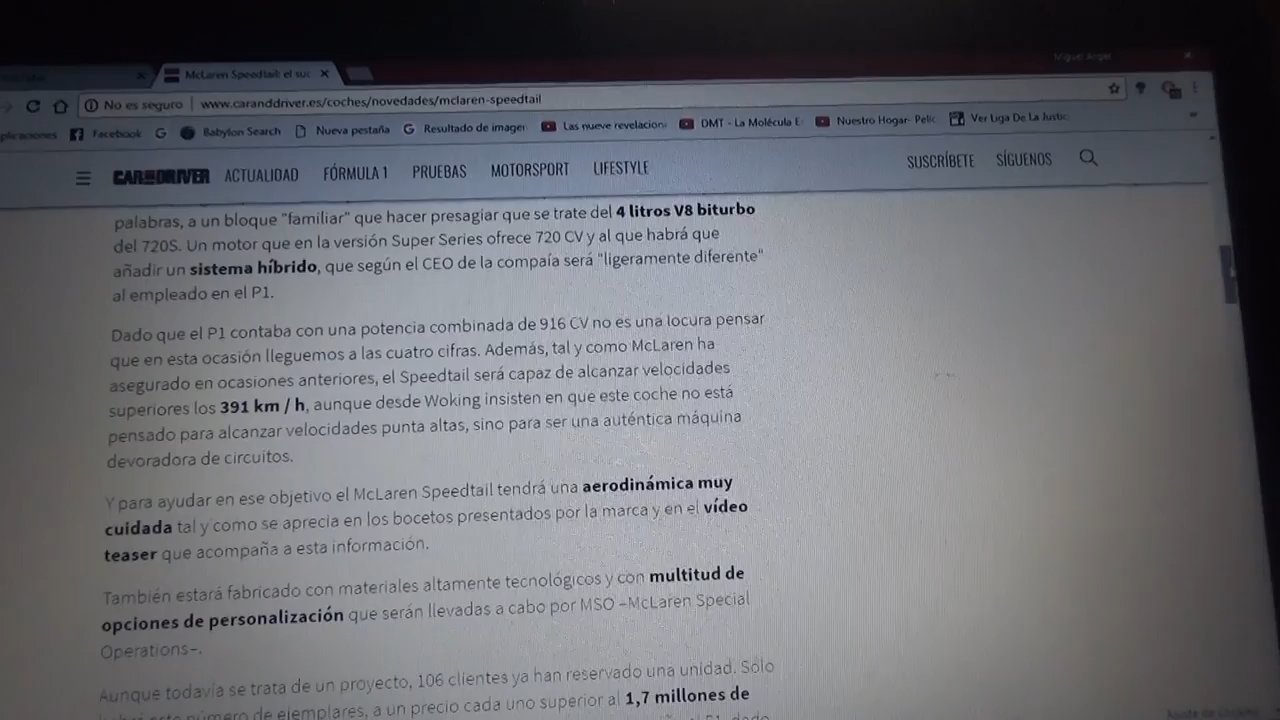 Miguel Angel
McLaren Speedtail: el suc
No es seguro | www.caranddriver.es/coches/novedades/mclaren-speedtail
plicaciones Facebook Babylon Search Nueva pestaña Resultado de imagen Las nueve revelacion DMT - La Molécula E Nuestro Hogar- Pelíc Ver Liga De La Justic
CAR AND DRIVER ACTUALIDAD FÓRMULA 1 PRUEBAS MOTORSPORT LIFESTYLE SUSCRÍBETE SÍGUENOS
palabras, a un bloque "familiar" que hacer presagiar que se trate del 4 litros V8 biturbo
del 720S. Un motor que en la versión Super Series ofrece 720 CV y al que habrá que
añadir un sistema híbrido, que según el CEO de la compaía será "ligeramente diferente"
al empleado en el P1.
Dado que el P1 contaba con una potencia combinada de 916 CV no es una locura pensar
que en esta ocasión lleguemos a las cuatro cifras. Además, tal y como McLaren ha
asegurado en ocasiones anteriores, el Speedtail será capaz de alcanzar velocidades
superiores los 391 km / h, aunque desde Woking insisten en que este coche no está
pensado para alcanzar velocidades punta altas, sino para ser una auténtica máquina
devoradora de circuitos.
Y para ayudar en ese objetivo el McLaren Speedtail tendrá una aerodinámica muy
cuidada tal y como se aprecia en los bocetos presentados por la marca y en el vídeo
teaser que acompaña a esta información.
También estará fabricado con materiales altamente tecnológicos y con multitud de
opciones de personalización que serán llevadas a cabo por MSO –McLaren Special
Operations–.
Aunque todavía se trata de un proyecto, 106 clientes ya han reservado una unidad. Sólo
este número de ejemplares, a un precio cada uno superior al 1,7 millones de